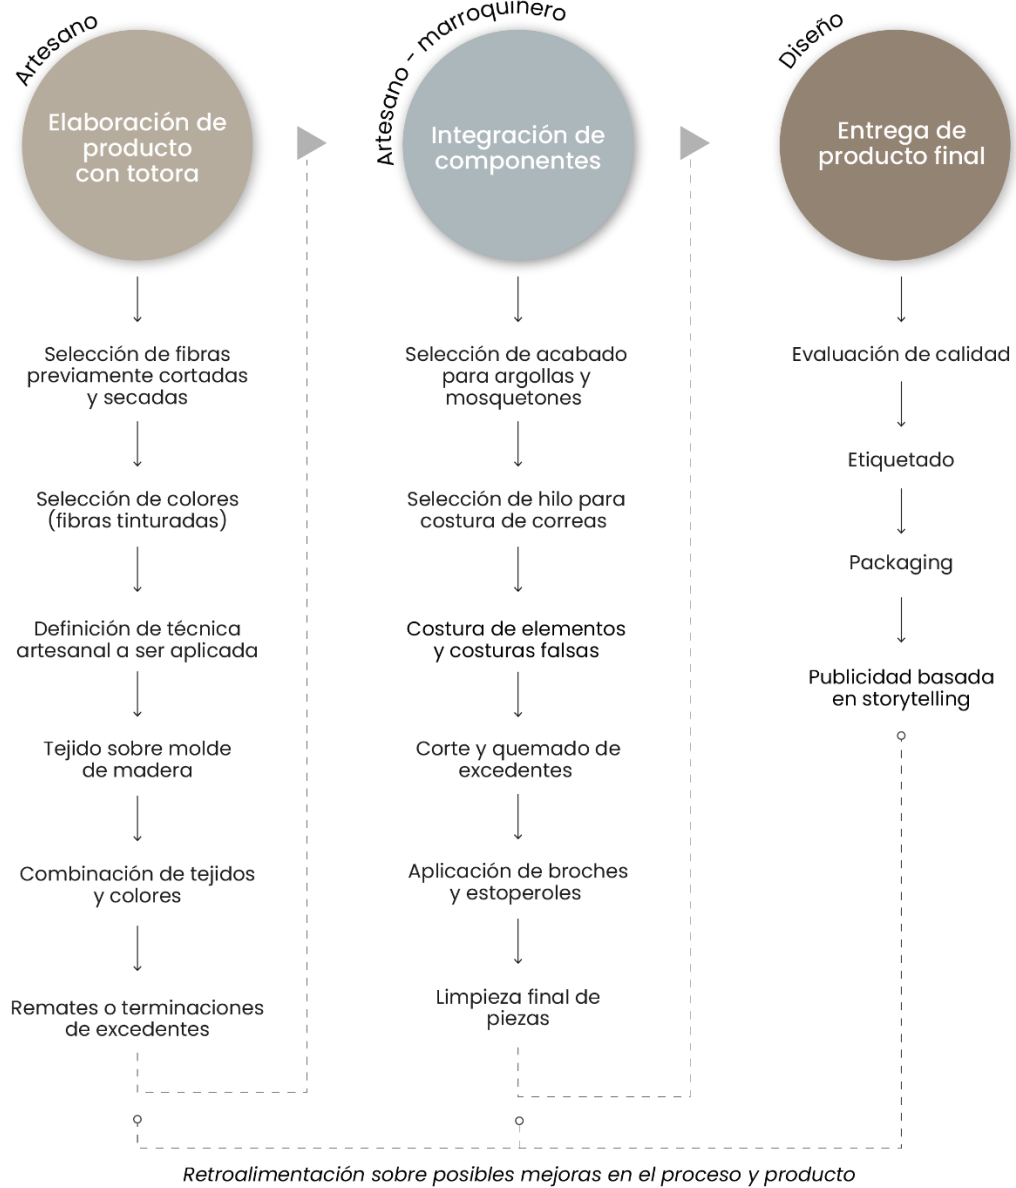 Artesano
Elaboración de
producto
con totora
Selección de fibras
previamente cortadas
y secadas
Selección de colores
(fibras tinturadas)
Definición de técnica
artesanal a ser aplicada
Tejido sobre molde
de madera
Combinación de tejidos
y colores
Remates o terminaciones
de excedentes
Artesano - marroquinero
Integración de
componentes
Selección de acabado
para argollas y
mosquetones
Selección de hilo para
costura de correas
Costura de elementos
y costuras falsas
Corte y quemado de
excedentes
Aplicación de broches
y estoperoles
Limpieza final de
piezas
Diseño
Entrega de
producto final
Evaluación de calidad
Etiquetado
Packaging
Publicidad basada
en storytelling
Retroalimentación sobre posibles mejoras en el proceso y producto